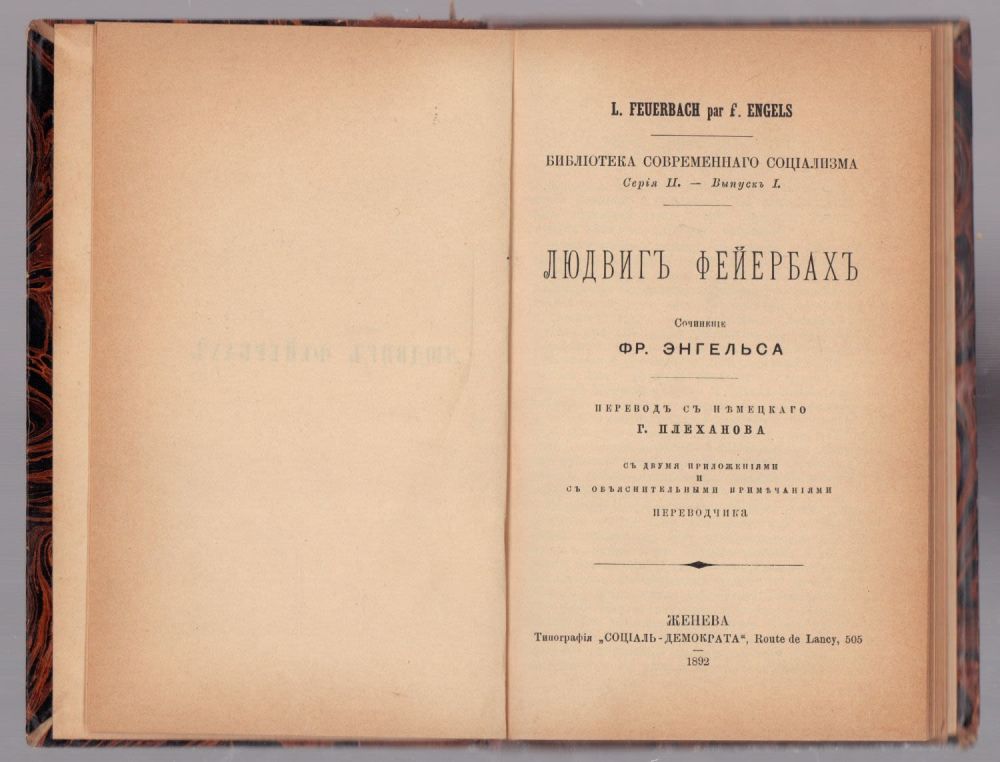 L. FEUERBACH par F. ENGELS
БИБЛІОТЕКА СОВРЕМЕННАГО СОЦІАЛИЗМА
Серія II. — Выпускъ I.
ЛЮДВИГЪ ФЕЙЕРБАХЪ
Сочиненіе
ФР. ЭНГЕЛЬСА
ПЕРЕВОДЪ СЪ НѢМЕЦКАГО
Г. ПЛЕХАНОВА
СЪ ДВУМЯ ПРИЛОЖЕНІЯМИ
И
СЪ ОБЪЯСНИТЕЛЬНЫМИ ПРИМѢЧАНІЯМИ
ПЕРЕВОДЧИКА
ЖЕНЕВА
Типографія „СОЦІАЛЬ-ДЕМОКРАТА“, Route de Lancy, 505
1892